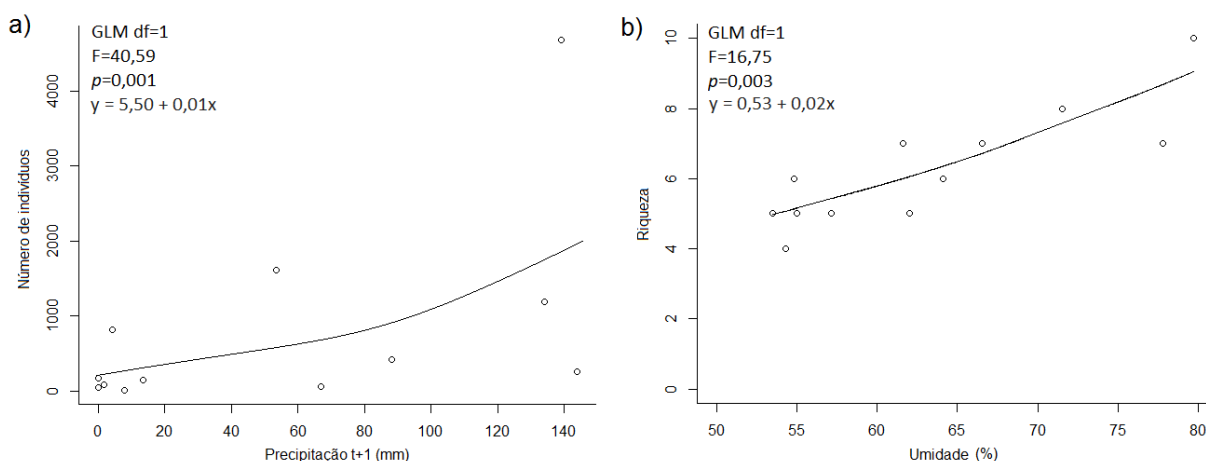 a)
GLM df=1
F=40,59
p=0,001
y = 5,50 + 0,01x
Número de indivíduos
0
1000
2000
3000
4000
0 20 40 60 80 100 120 140
Precipitação t+1 (mm)
b)
GLM df=1
F=16,75
p=0,003
y = 0,53 + 0,02x
Riqueza
0
2
4
6
8
10
50 55 60 65 70 75 80
Umidade (%)